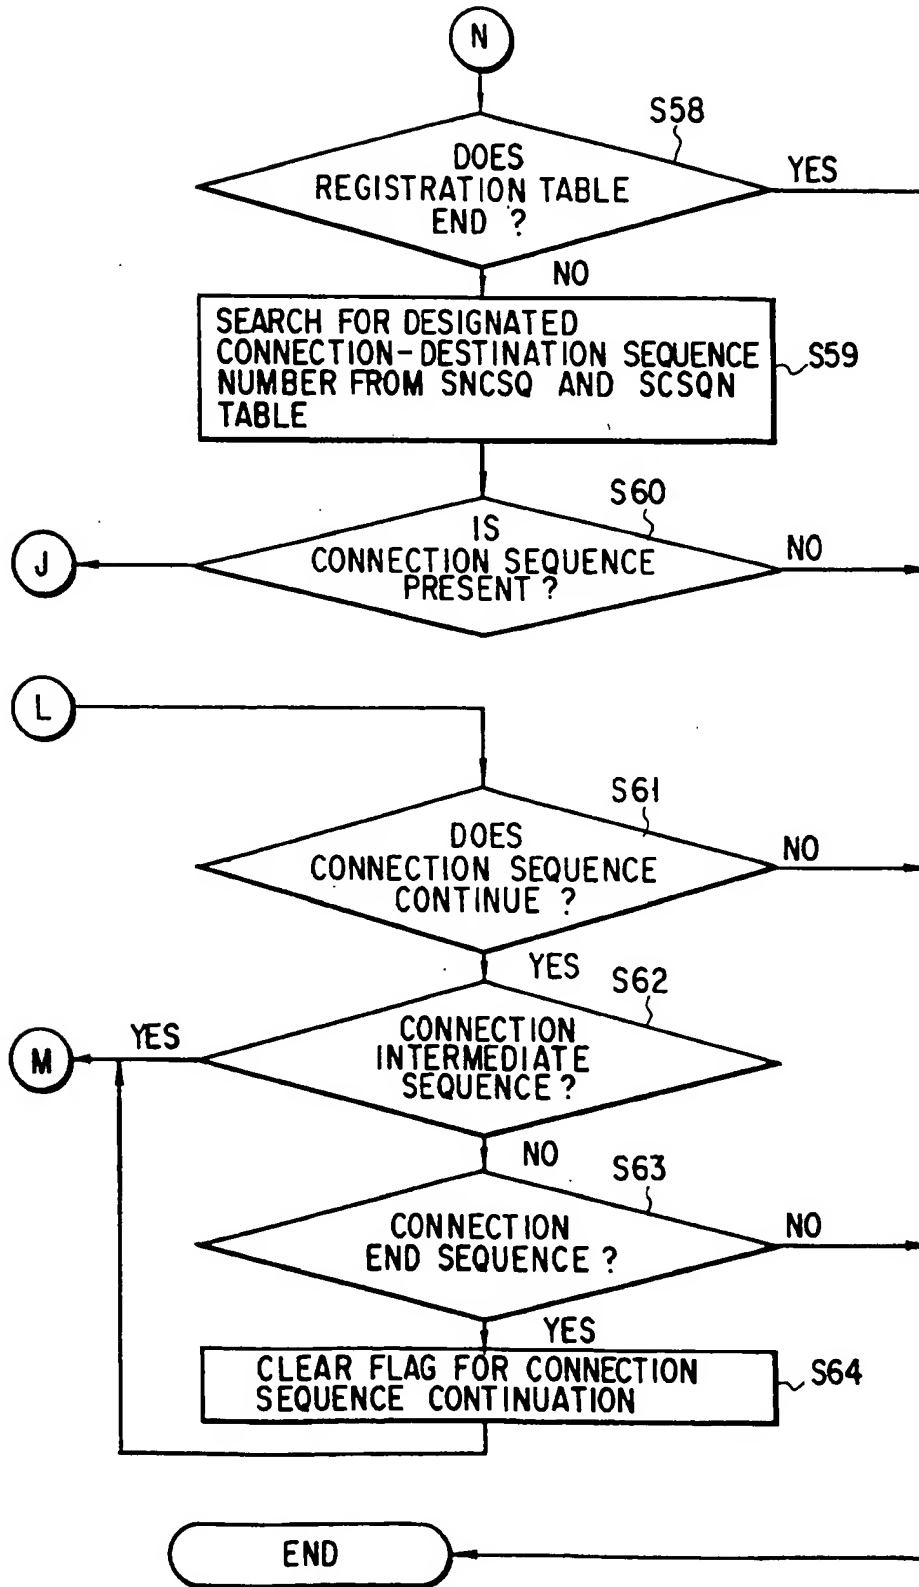 N
S58
DOES
REGISTRATION TABLE
END ?
YES
NO
SEARCH FOR DESIGNATED
CONNECTION-DESTINATION SEQUENCE
NUMBER FROM SNCSQ AND SCSQN
TABLE
S59
S60
IS
CONNECTION SEQUENCE
PRESENT ?
NO
J
L
S61
DOES
CONNECTION SEQUENCE
CONTINUE ?
NO
YES
S62
CONNECTION
INTERMEDIATE
SEQUENCE ?
YES
M
NO
S63
CONNECTION
END SEQUENCE ?
NO
YES
CLEAR FLAG FOR CONNECTION
SEQUENCE CONTINUATION
S64
END